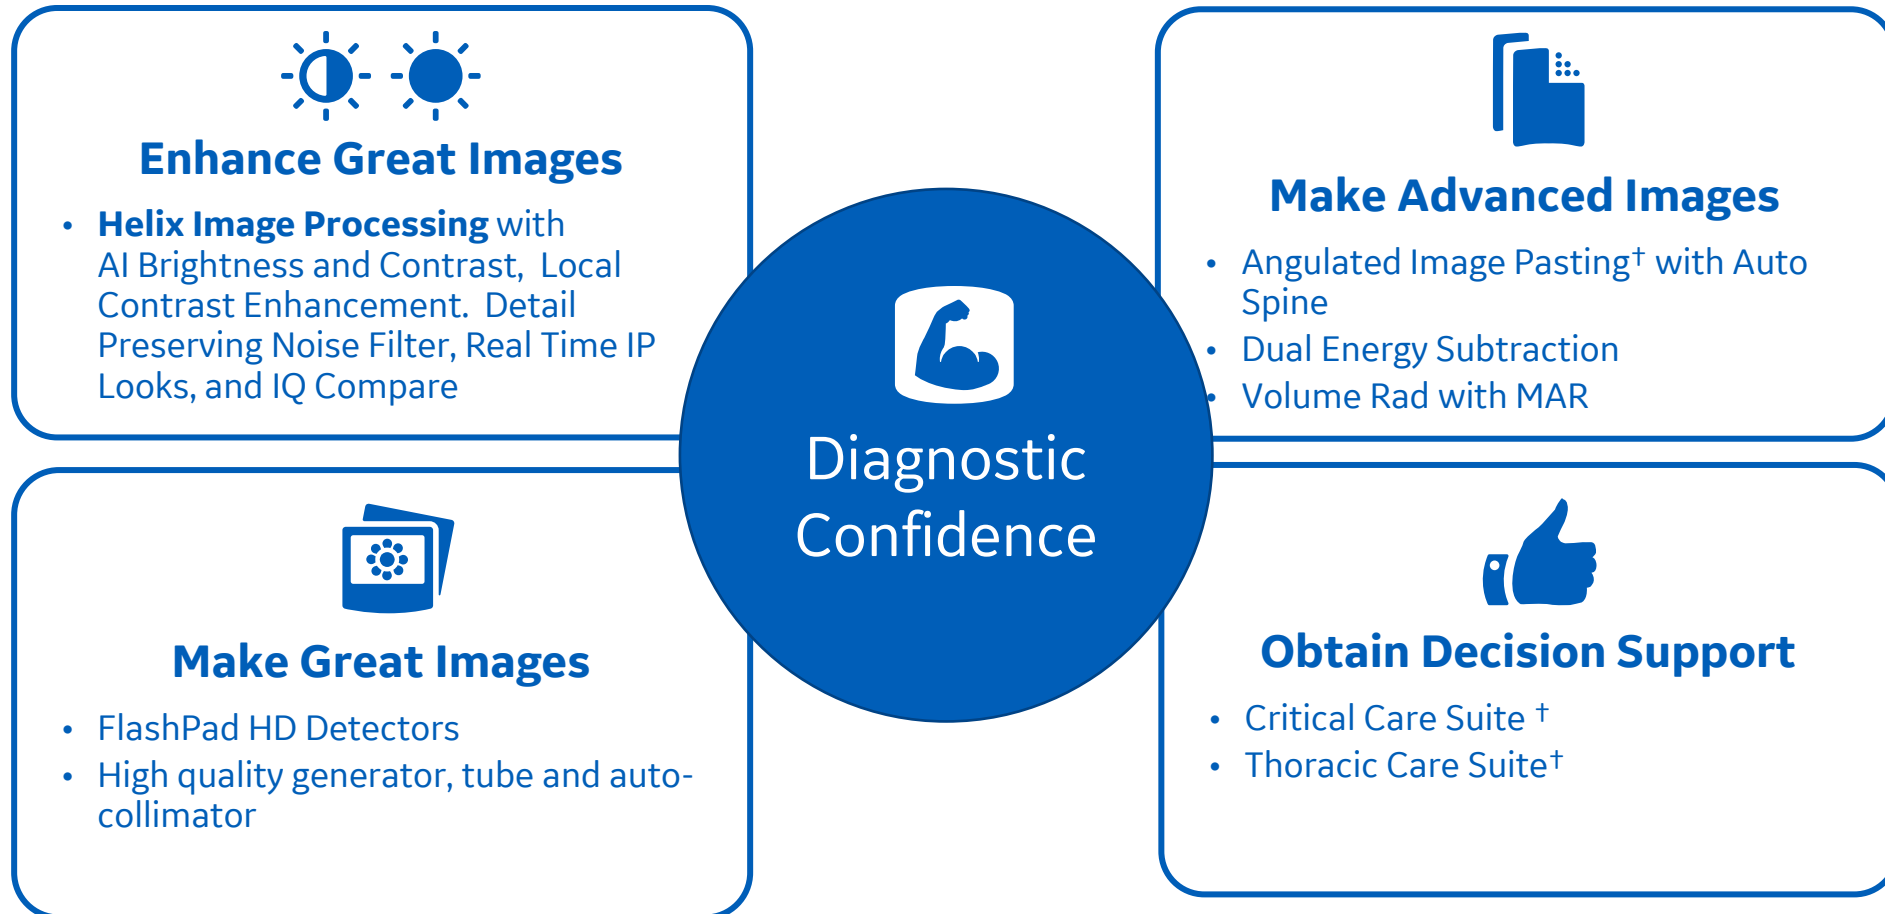 Enhance Great Images
• Helix Image Processing with
AI Brightness and Contrast,  Local
Contrast Enhancement.  Detail
Preserving Noise Filter, Real Time IP
Looks, and IQ Compare
Make Advanced Images
• Angulated Image Pasting† with Auto
Spine
• Dual Energy Subtraction
• Volume Rad with MAR
Diagnostic
Confidence
Make Great Images
• FlashPad HD Detectors
• High quality generator, tube and auto-
collimator
Obtain Decision Support
• Critical Care Suite †
• Thoracic Care Suite†